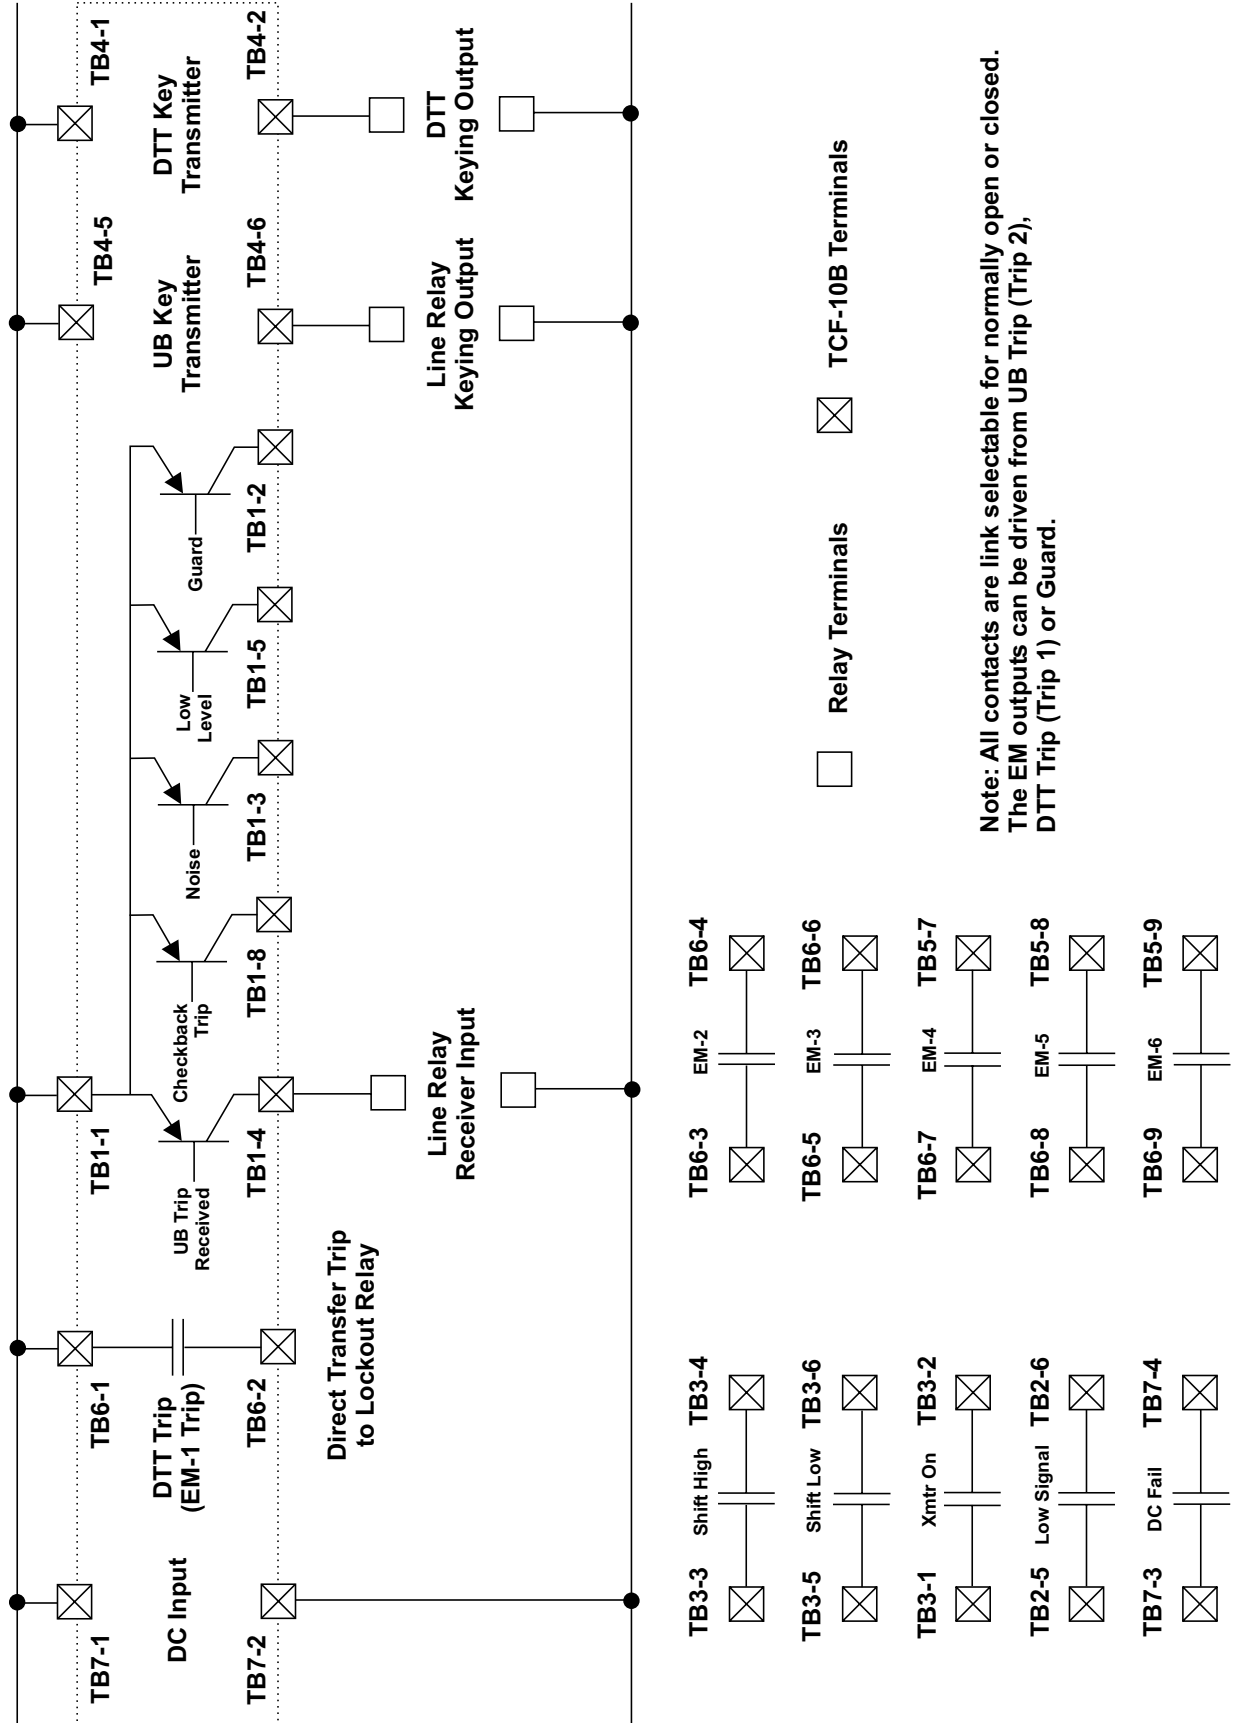 TB7-1
DC Input
TB7-2
TB6-1
DTT Trip
(EM-1 Trip)
TB6-2
Direct Transfer Trip
to Lockout Relay
TB1-1
UB Trip
Received
TB1-4
Line Relay
Receiver Input
Checkback
Trip
TB1-8
Noise
TB1-3
Low
Level
TB1-5
Guard
TB1-2
TB4-5
UB Key
Transmitter
TB4-6
Line Relay
Keying Output
TB4-1
DTT Key
Transmitter
TB4-2
DTT
Keying Output
TB3-3
Shift High
TB3-4
TB3-5
Shift Low
TB3-6
TB3-1
Xmtr On
TB3-2
TB2-5
Low Signal
TB2-6
TB7-3
DC Fail
TB7-4
TB6-3
EM-2
TB6-4
TB6-5
EM-3
TB6-6
TB6-7
EM-4
TB5-7
TB6-8
EM-5
TB5-8
TB6-9
EM-6
TB5-9
Relay Terminals
TCF-10B Terminals
Note: All contacts are link selectable for normally open or closed.
The EM outputs can be driven from UB Trip (Trip 2),
DTT Trip (Trip 1) or Guard.